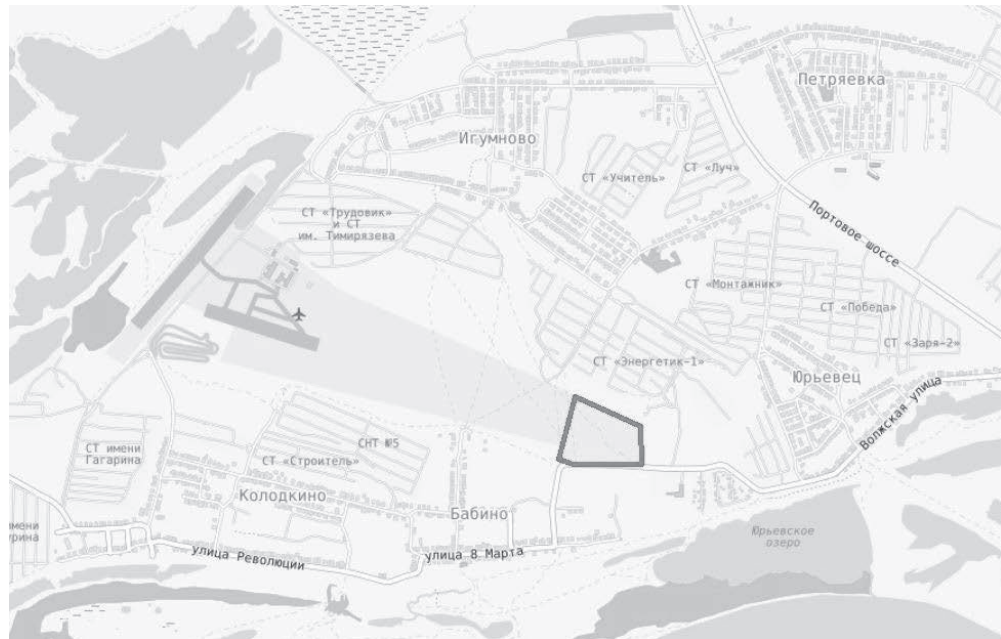 Петряевка
Игумново
СТ «Луч»
СТ «Учитель»
СТ «Трудовик»
и СТ
им. Тимирязева
Портовое шоссе
СТ «Монтажник»
СТ «Победа»
СТ «Заря-2»
СТ «Энергетик-1»
Юрьевец
Волжская улица
СНТ №5
СТ имени
Гагарина
СТ «Строитель»
Колодкино
Бабино
имени
урина
Юрьевское
озеро
улица Революции
улица 8 Марта